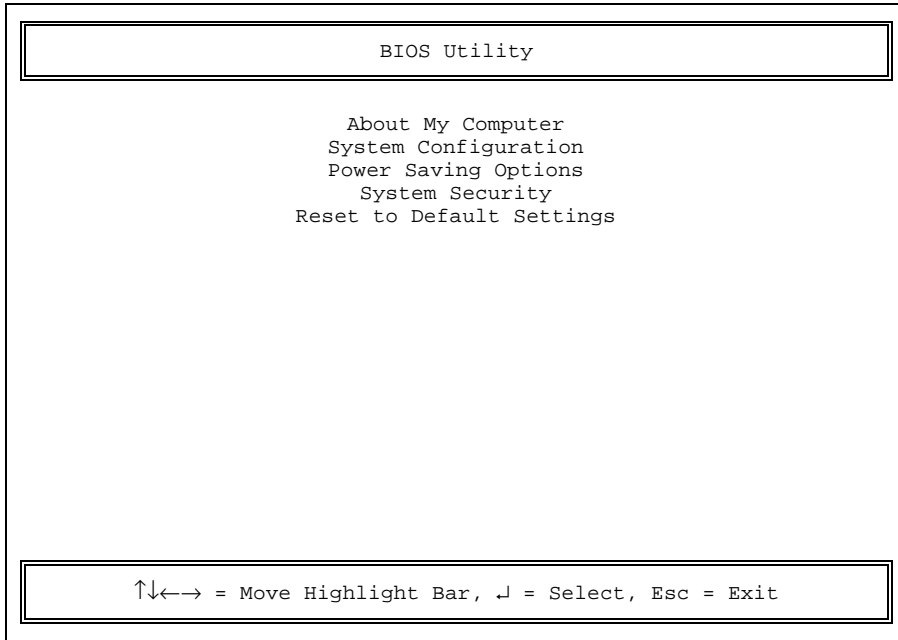 BIOS Utility
About My Computer
System Configuration
Power Saving Options
System Security
Reset to Default Settings
↑↓←→ = Move Highlight Bar, ↵ = Select, Esc = Exit